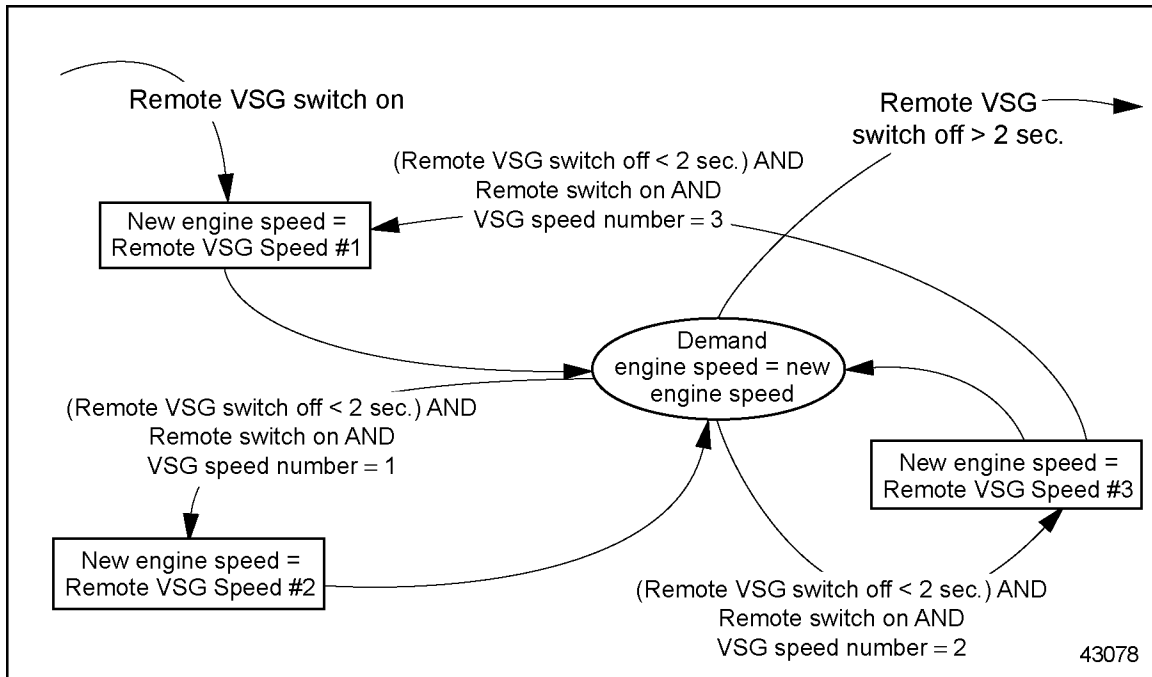 Remote VSG switch on
Remote VSG
switch off > 2 sec.
(Remote VSG switch off < 2 sec.) AND
Remote switch on AND
VSG speed number = 3
New engine speed =
Remote VSG Speed #1
Demand
engine speed = new
engine speed
(Remote VSG switch off < 2 sec.) AND
Remote switch on AND
VSG speed number = 1
New engine speed =
Remote VSG Speed #3
New engine speed =
Remote VSG Speed #2
(Remote VSG switch off < 2 sec.) AND
Remote switch on AND
VSG speed number = 2
43078